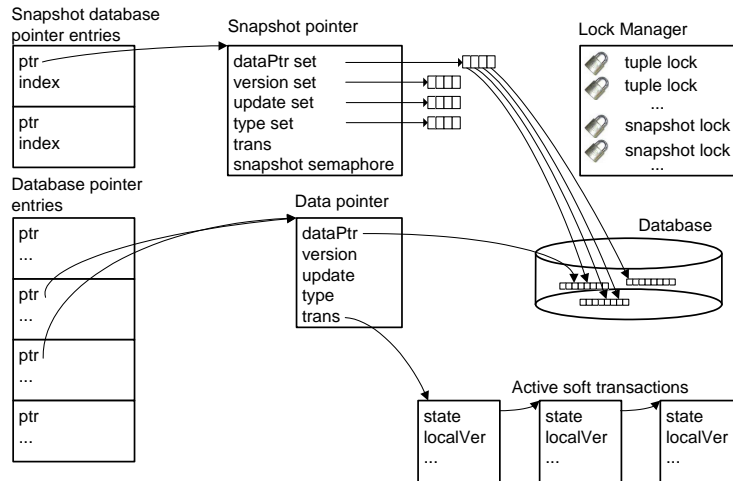 Snapshot database
pointer entries
ptr
index
ptr
index
Snapshot pointer
dataPtr set
version set
update set
type set
trans
snapshot semaphore
Lock Manager
tuple lock
tuple lock
...
snapshot lock
snapshot lock
...
Database pointer
entries
ptr
...
ptr
...
ptr
...
ptr
...
Data pointer
dataPtr
version
update
type
trans
Database
Active soft transactions
state
localVer
...
state
localVer
...
state
localVer
...